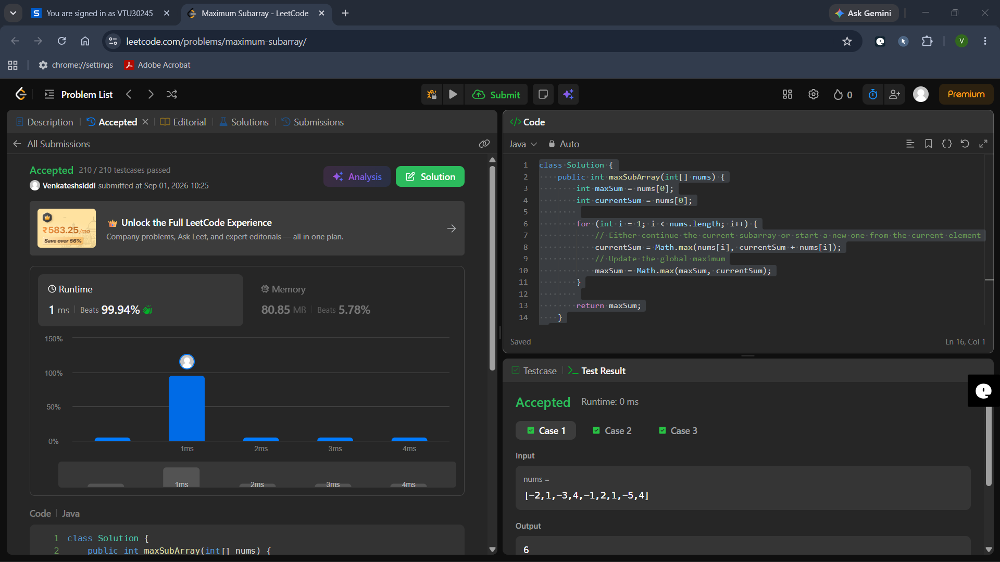 You are signed in as VTU30245
Maximum Subarray - LeetCode
Ask Gemini
leetcode.com/problems/maximum-subarray/
V
chrome://settings
Adobe Acrobat
Problem List
Submit
0
Premium
Description
Accepted
Editorial
Solutions
Submissions
All Submissions
Accepted 210 / 210 testcases passed
Venkateshsiddi submitted at Sep 01, 2026 10:25
Analysis
Solution
₹583.25/mo
Save over 56%
Unlock the Full LeetCode Experience
Company problems, Ask Leet, and expert editorials — all in one plan.
Runtime
1 ms Beats 99.94%
Memory
80.85 MB Beats 5.78%
150%
100%
50%
0%
1ms 2ms 3ms 4ms
1ms 2ms 3ms 4ms
Code Java
1 class Solution {
2 public int maxSubArray(int[] nums) {
</> Code
Java Auto
1 class Solution {
2 public int maxSubArray(int[] nums) {
3 int maxSum = nums[0];
4 int currentSum = nums[0];
5
6 for (int i = 1; i < nums.length; i++) {
7 // Either continue the current subarray or start a new one from the current element
8 currentSum = Math.max(nums[i], currentSum + nums[i]);
9 // Update the global maximum
10 maxSum = Math.max(maxSum, currentSum);
11 }
12
13 return maxSum;
14 }
Saved
Ln 16, Col 1
Testcase
>_ Test Result
Accepted Runtime: 0 ms
Case 1 Case 2 Case 3
Input
nums =
[-2,1,-3,4,-1,2,1,-5,4]
Output
6